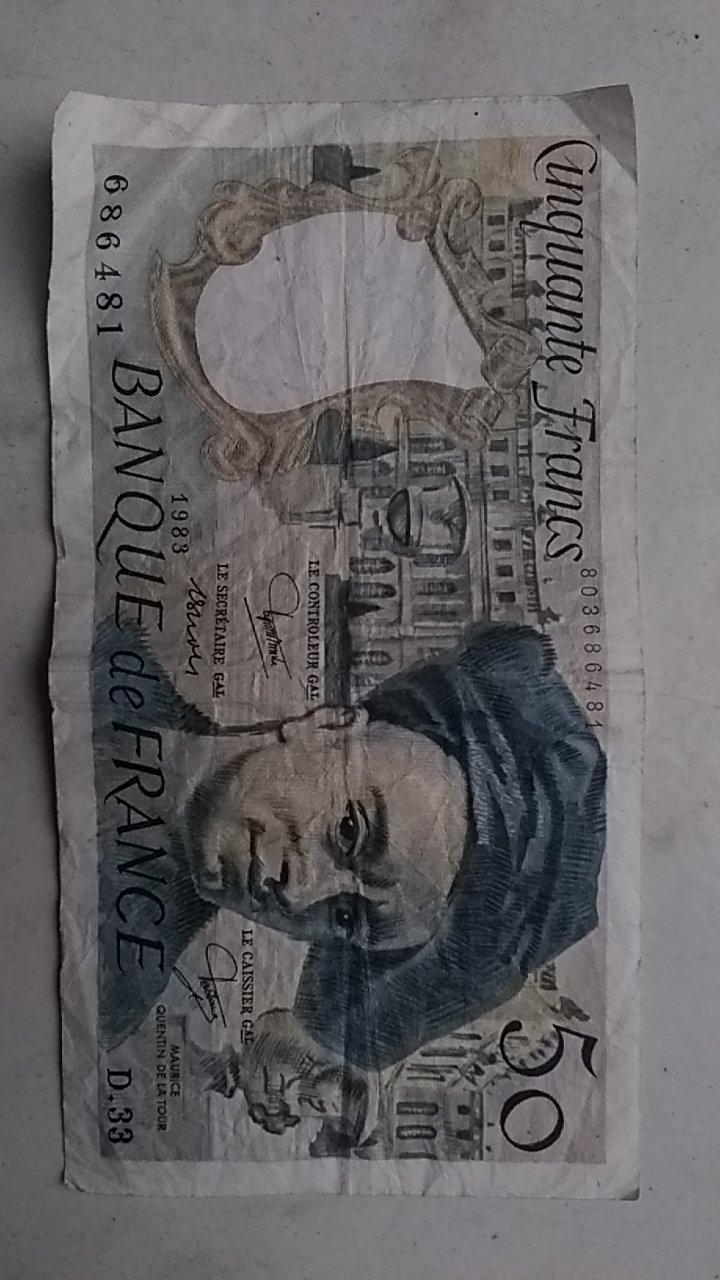 Cinquante Francs
803686481
50
LE CONTROLEUR GAL
LE SECRÉTAIRE GAL
1983
LE CAISSIER GAL
MAURICE
QUENTIN DE LA TOUR
686481
BANQUE de FRANCE
D.33